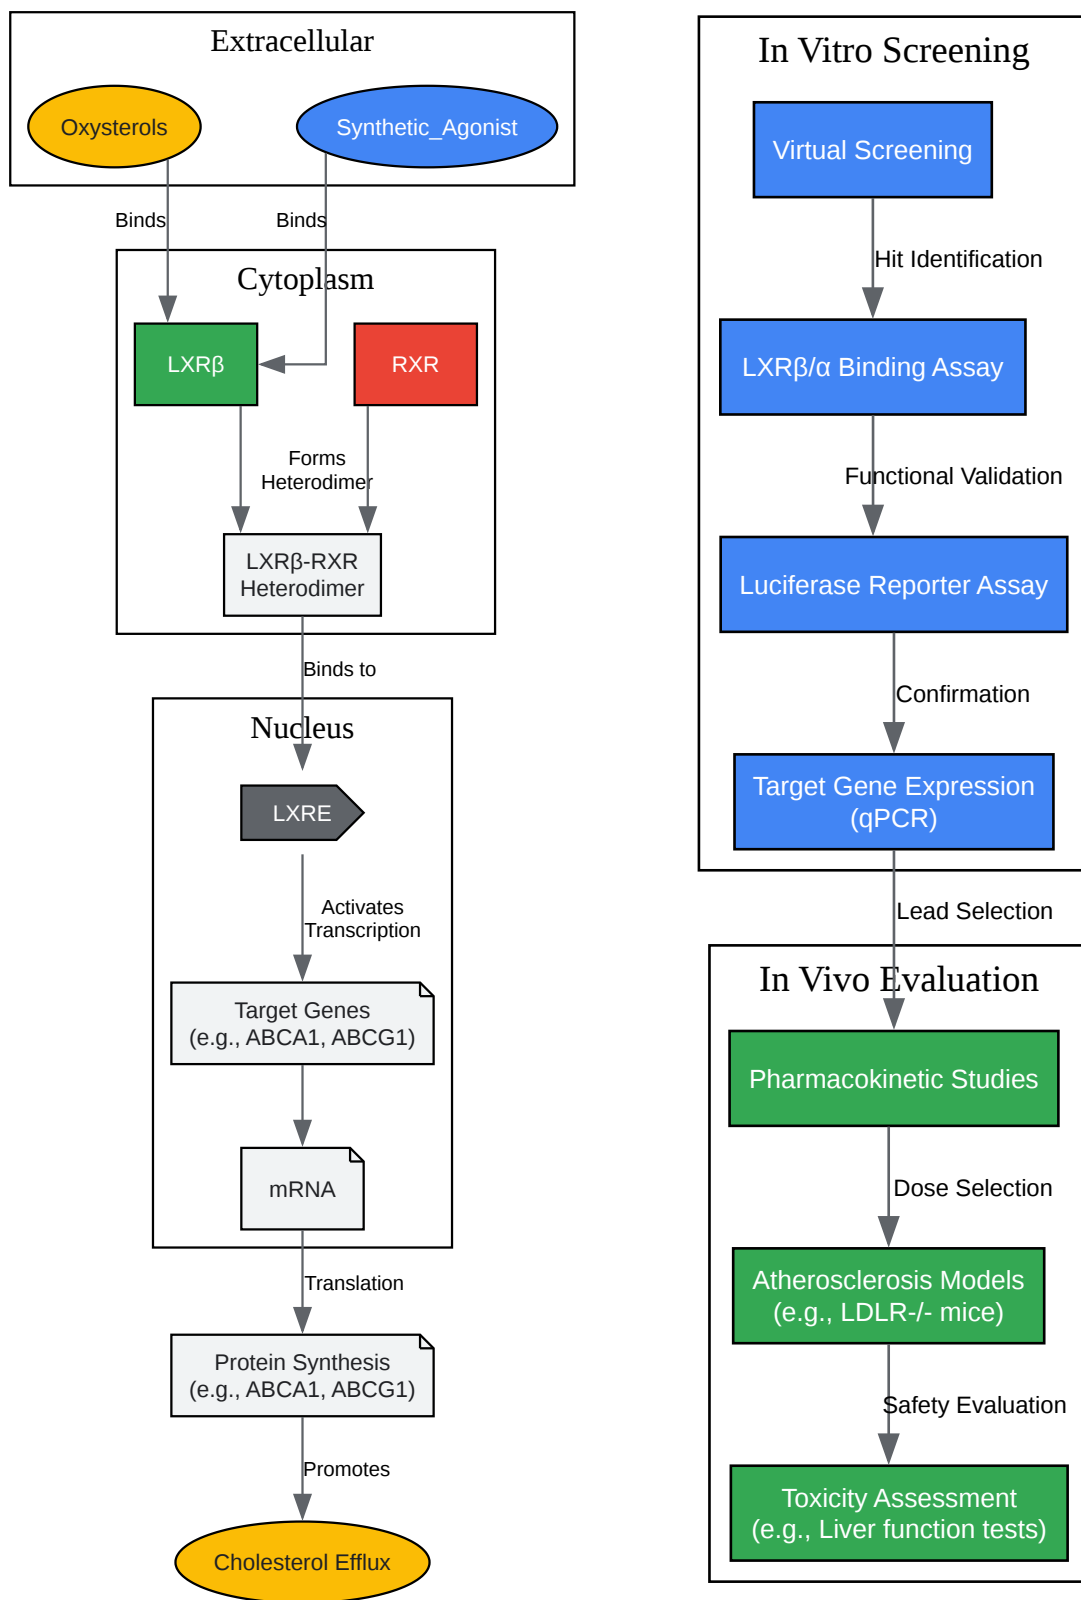 Extracellular
Oxysterols
Synthetic_Agonist
Binds
Binds
Cytoplasm
LXRβ
RXR
Forms
Heterodimer
LXRβ-RXR
Heterodimer
Binds to
Nucleus
LXRE
Activates
Transcription
Target Genes
(e.g., ABCA1, ABCG1)
mRNA
Translation
Protein Synthesis
(e.g., ABCA1, ABCG1)
Promotes
Cholesterol Efflux
In Vitro Screening
Virtual Screening
Hit Identification
LXRβ/α Binding Assay
Functional Validation
Luciferase Reporter Assay
Confirmation
Target Gene Expression
(qPCR)
Lead Selection
In Vivo Evaluation
Pharmacokinetic Studies
Dose Selection
Atherosclerosis Models
(e.g., LDLR-/- mice)
Safety Evaluation
Toxicity Assessment
(e.g., Liver function tests)